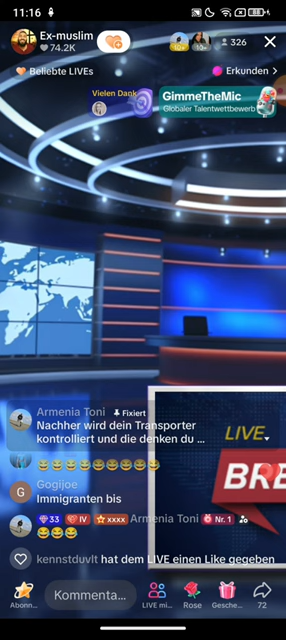 11:16
Ex-muslim
74.2K
10+
10+
326
Beliebte LIVEs
Erkunden
Vielen Dank
GimmeTheMic
Globaler Talentwettbewerb
Armenia Toni Fixiert
Nachher wird dein Transporter
kontrolliert und die denken du ...
LIVE
BRE
G Gogijoe
Immigranten bis
33 IV xxxx Armenia Toni Nr. 1
kennstduvlt hat dem LIVE einen Like gegeben
Kommenta...
Abonn...
LIVE mi...
Rose
Gesche...
72